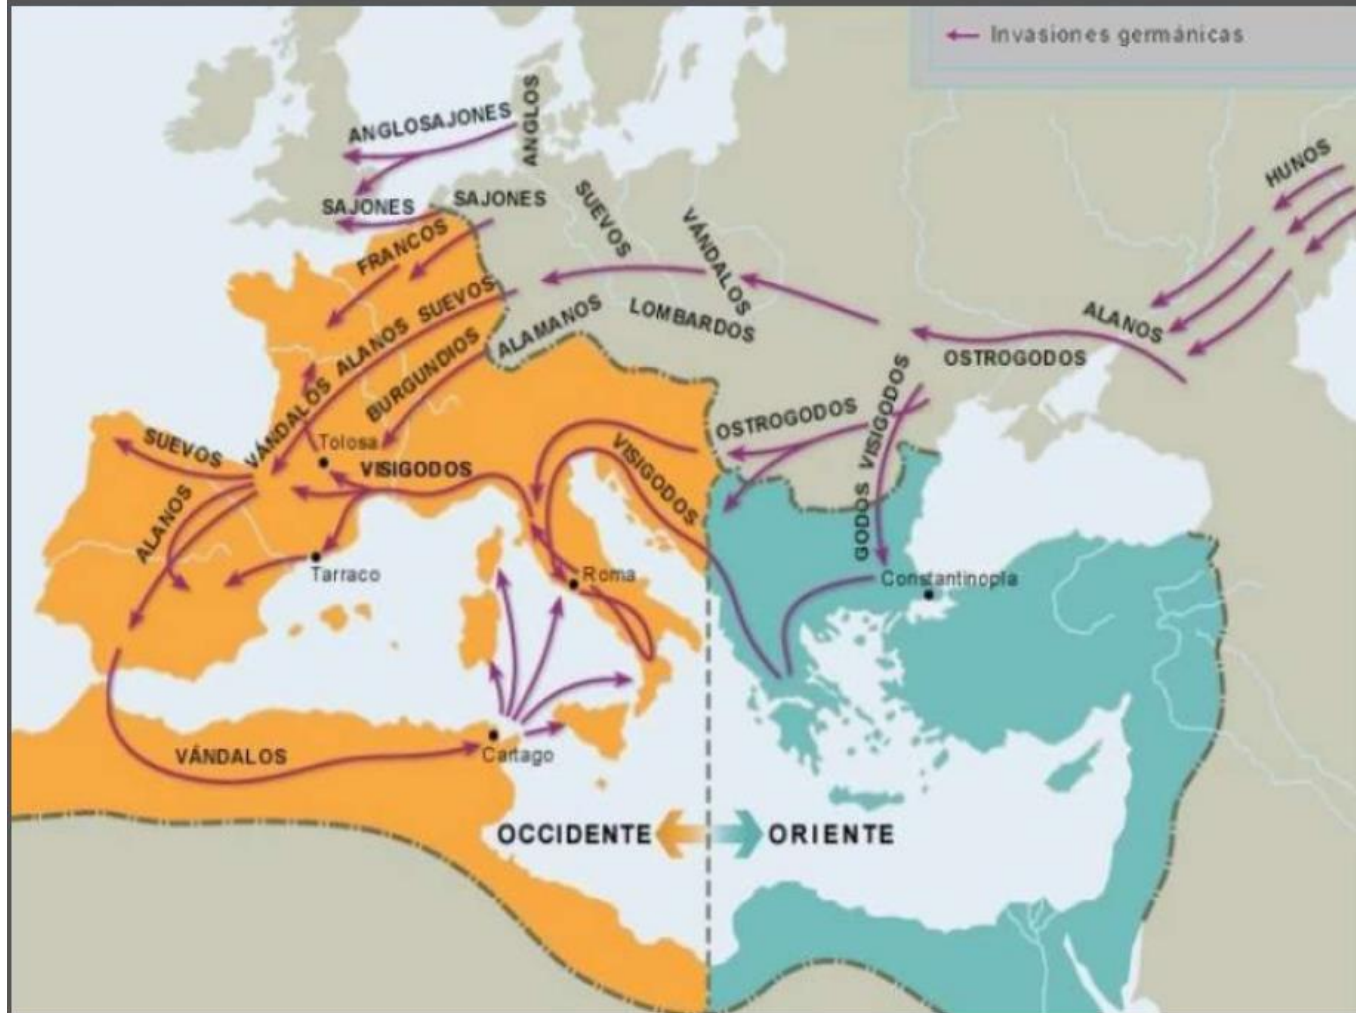 Invasiones germánicas
ANGLOSAJONES
ANGLOS
HUNOS
SAJONES
SAJONES
SUEVOS
VÁNDALOS
FRANCOS
SUEVOS
ALANOS
VÁNDALOS
ALAMANOS
LOMBARDOS
ALANOS
OSTROGODOS
BURGUNDIOS
OSTROGODOS
VISIGODOS
GODOS
SUEVOS
Tolosa
VISIGODOS
VISIGODOS
ALANOS
Tarraco
Roma
Constantinopla
VÁNDALOS
Cartago
OCCIDENTE
ORIENTE